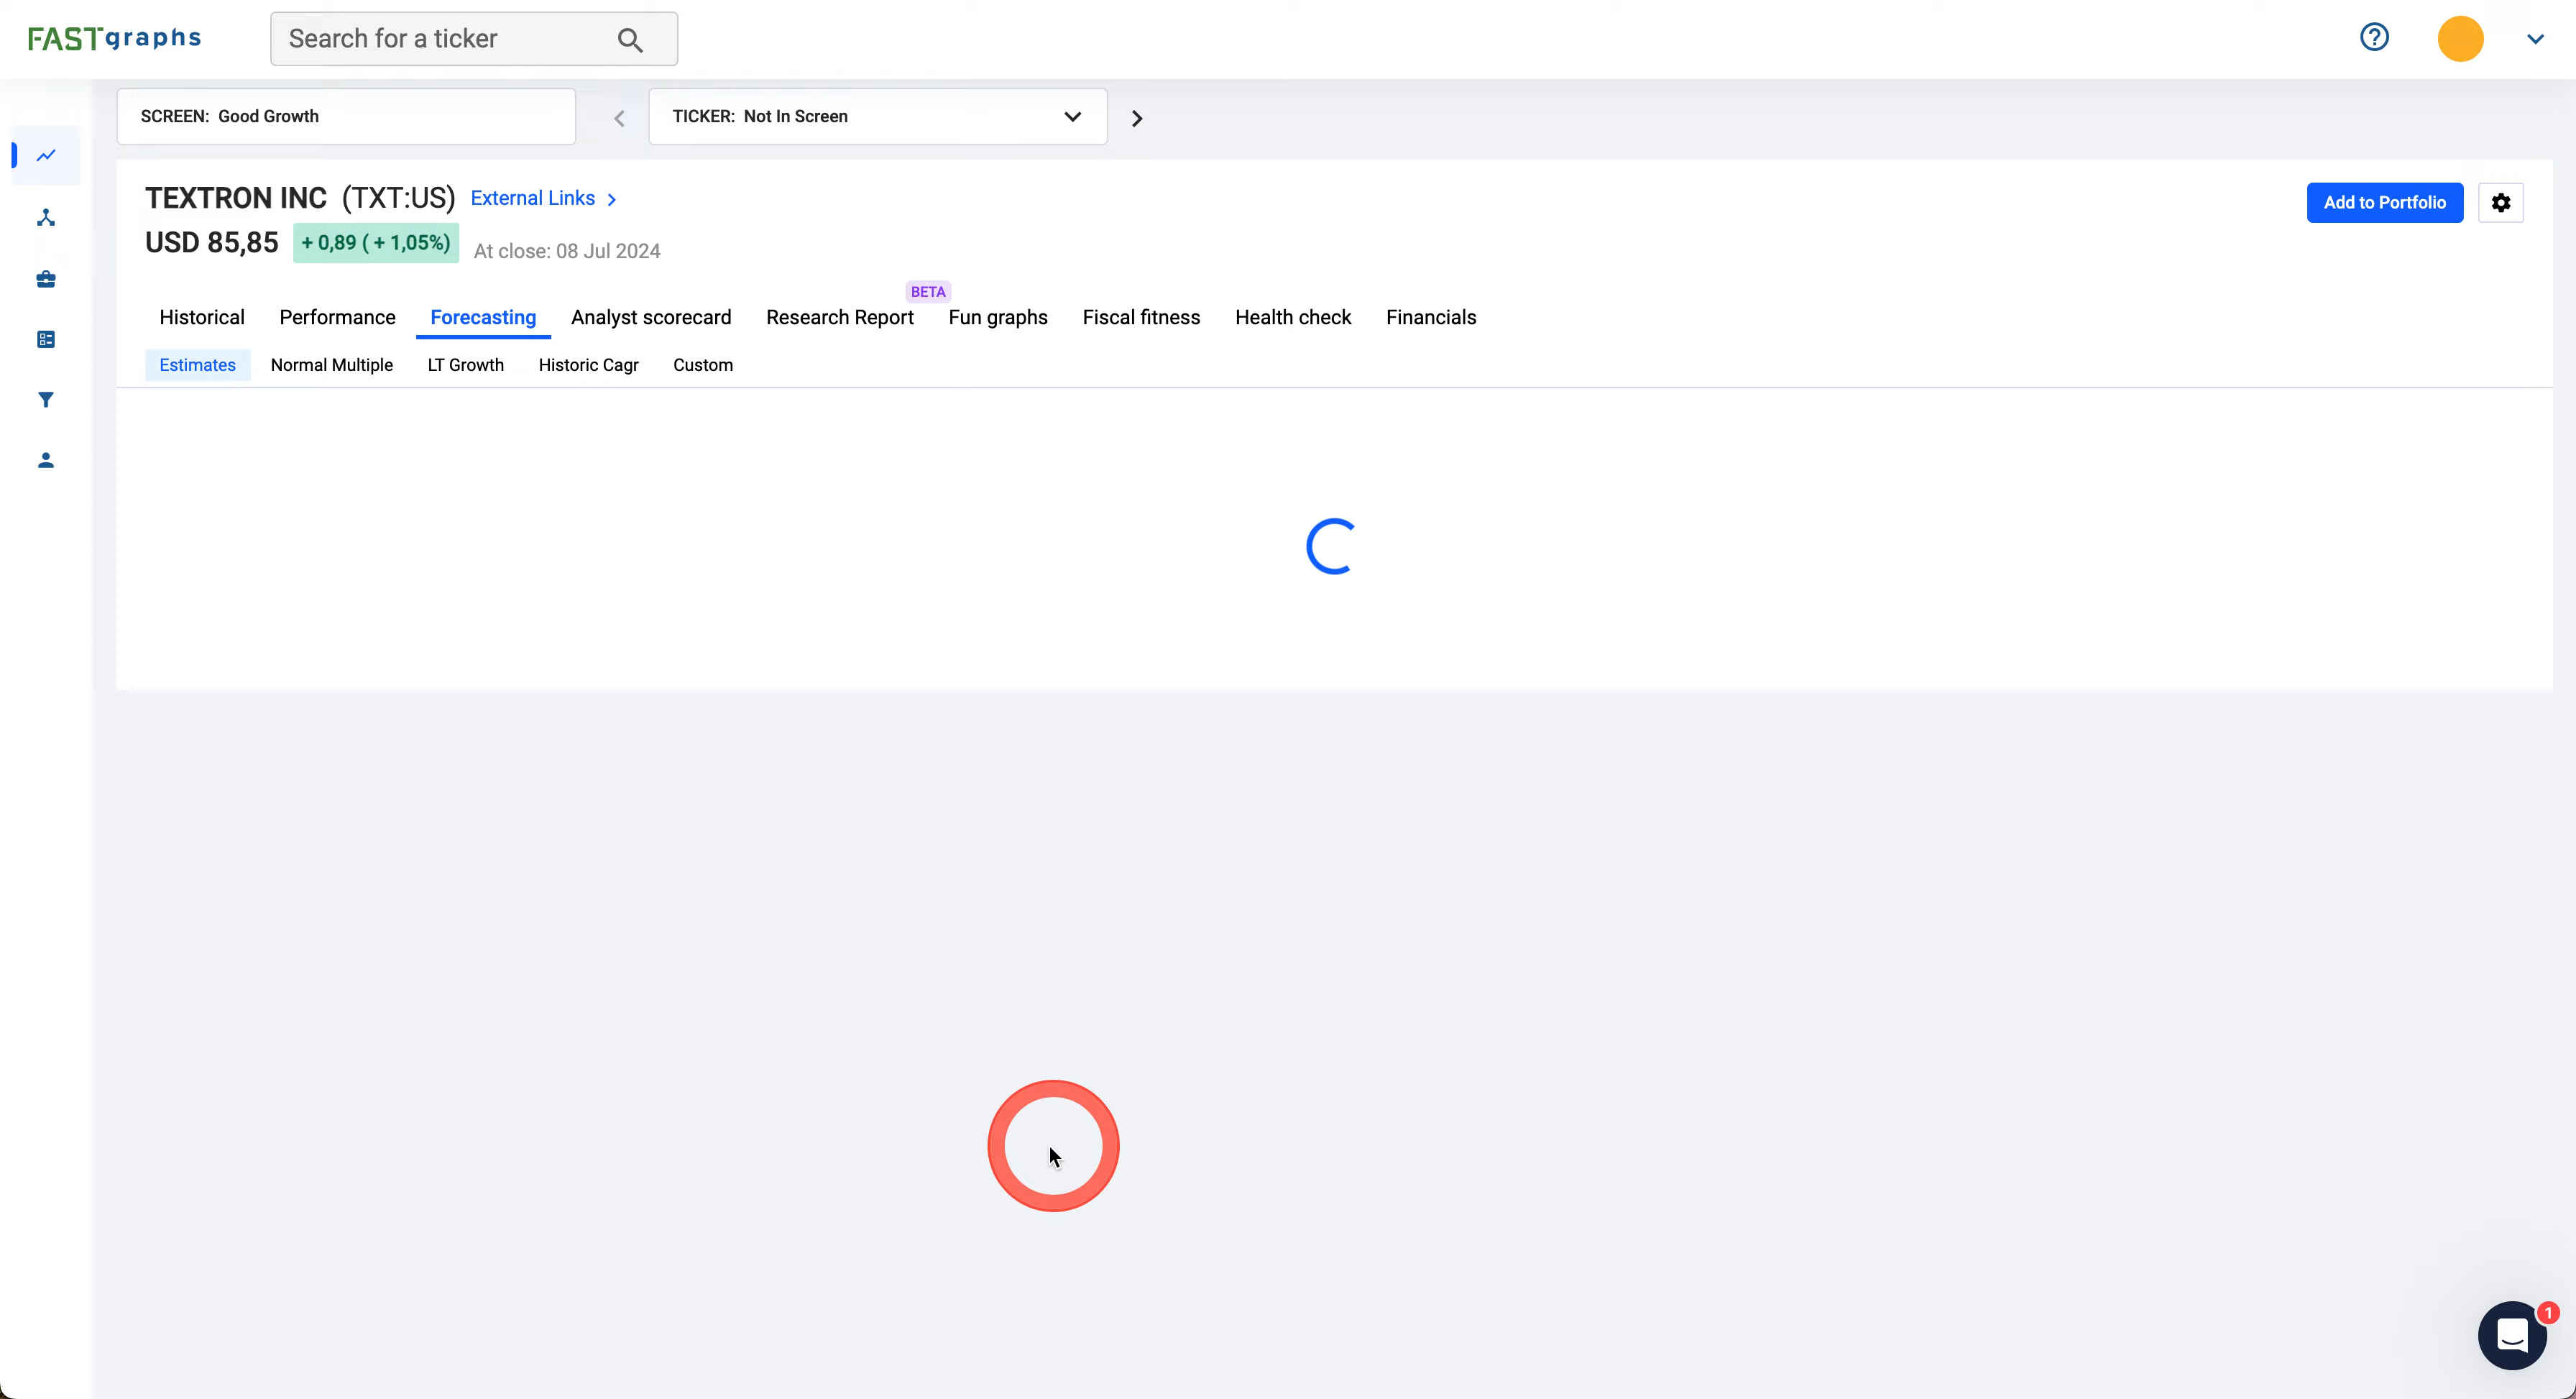 FASTgraphs
Search for a ticker
SCREEN: Good Growth
TICKER: Not In Screen
TEXTRON INC (TXT:US) External Links
Add to Portfolio
USD 85,85 + 0,89 ( + 1,05%) At close: 08 Jul 2024
BETA
Historical Performance Forecasting Analyst scorecard Research Report Fun graphs Fiscal fitness Health check Financials
Estimates Normal Multiple LT Growth Historic Cagr Custom
1